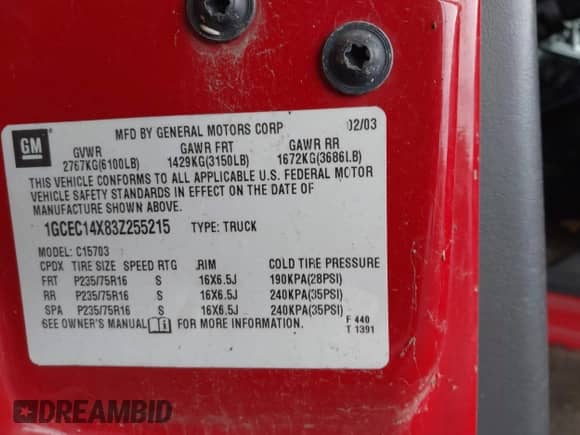 GM
MFD BY GENERAL MOTORS CORP 02/03
GVWR GAWR FRT GAWR RR
2767KG(6100LB) 1429KG(3150LB) 1672KG(3686LB)
THIS VEHICLE CONFORMS TO ALL APPLICABLE U.S. FEDERAL MOTOR
VEHICLE SAFETY STANDARDS IN EFFECT ON THE DATE OF
MANUFACTURE SHOWN ABOVE.
1GCEC14X83Z255215 TYPE: TRUCK
MODEL: C15703
CPDX TIRE SIZE SPEED RTG RIM COLD TIRE PRESSURE
FRT P235/75R16 S 16X6.5J 190KPA(28PSI)
RR P235/75R16 S 16X6.5J 240KPA(35PSI)
SPA P235/75R16 S 16X6.5J 240KPA(35PSI)
SEE OWNER'S MANUAL FOR MORE INFORMATION. F 440
T 1391
DREAMBID